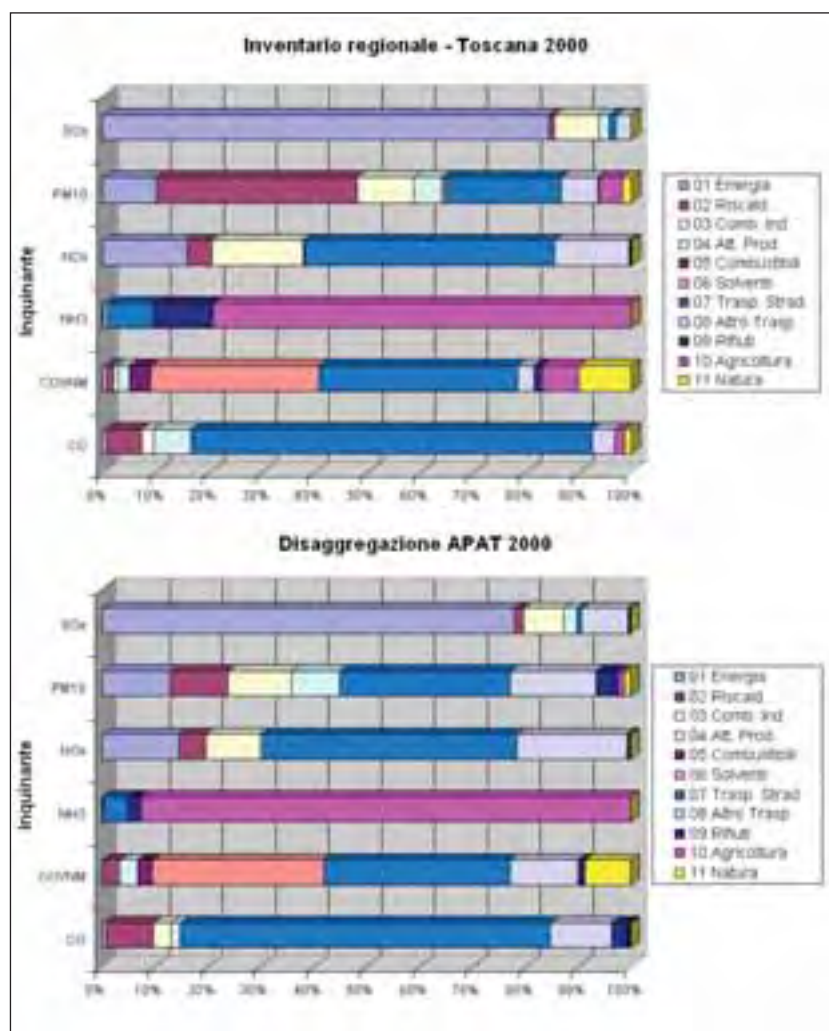 Inventario regionale - Toscana 2000
Inquinante
SOx
PM10
NOx
NH3
COVNM
CO
0% 10% 20% 30% 40% 50% 60% 70% 80% 90% 100%
01 Energia
02 Riscald
03 Comb. Ind
04 Att. Prod
05 Combustibili
06 Solventi
07 Trasp. Strad
08 Altro Trasp
09 Rifiuti
10 Agricoltura
11 Natura
Disaggregazione APAT 2000
Inquinante
SOx
PM10
NOx
NH3
COVNM
CO
0% 10% 20% 30% 40% 50% 60% 70% 80% 90% 100%
01 Energia
02 Riscald
03 Comb. Ind
04 Att. Prod
05 Combustibili
06 Solventi
07 Trasp. Strad
08 Altro Trasp
09 Rifiuti
10 Agricoltura
11 Natura